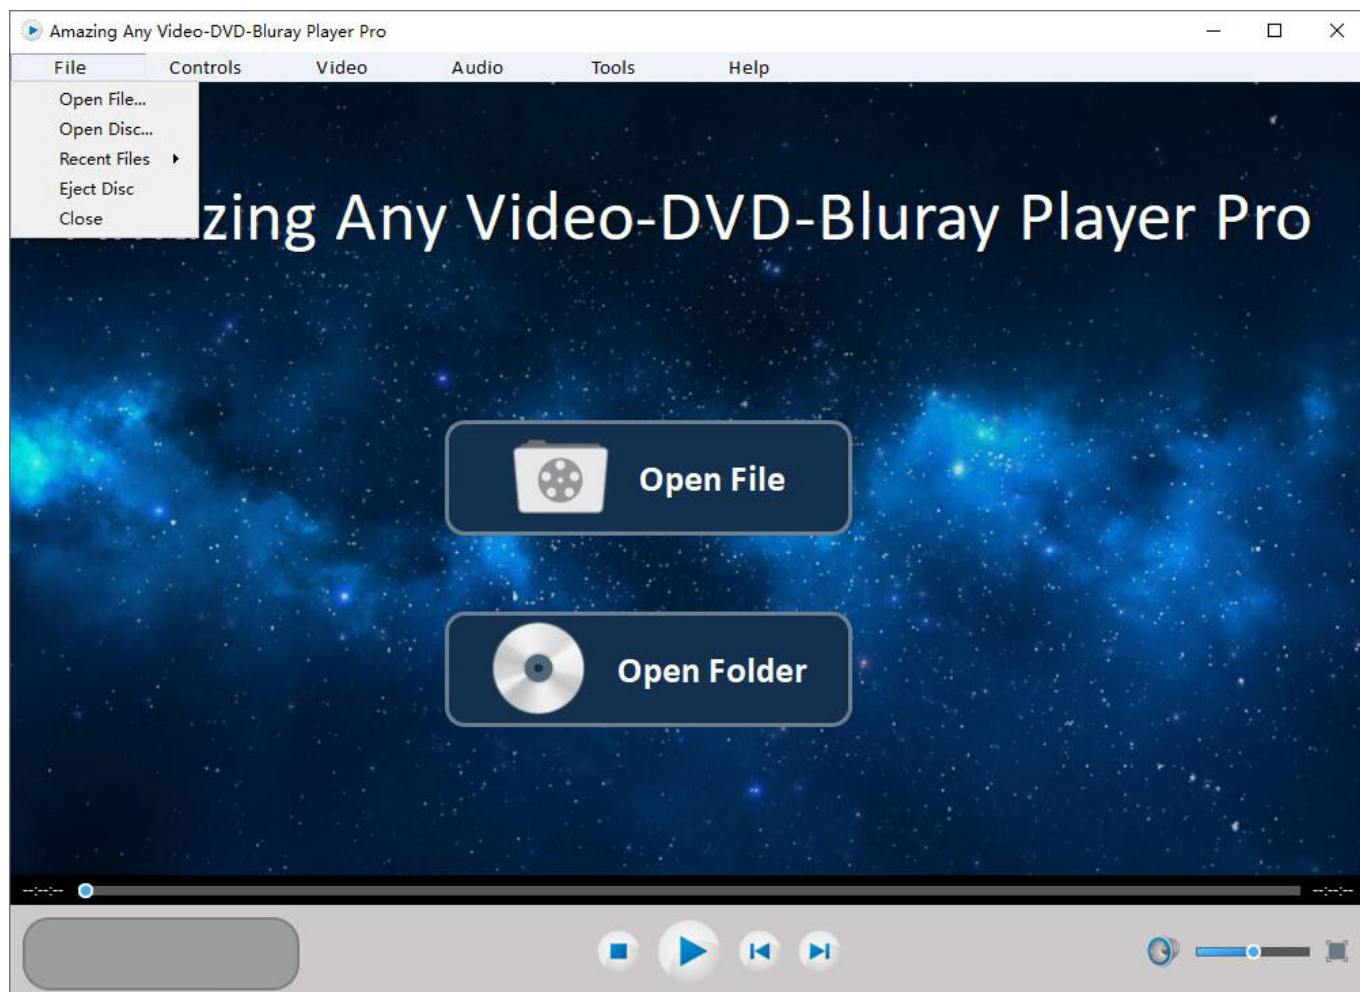 Amazing Any Video-DVD-Bluray Player Pro
File Controls Video Audio Tools Help
Open File...
Open Disc...
Recent Files
Eject Disc
Close
Amazing Any Video-DVD-Bluray Player Pro
Open File
Open Folder
--:--:-- --:--:--